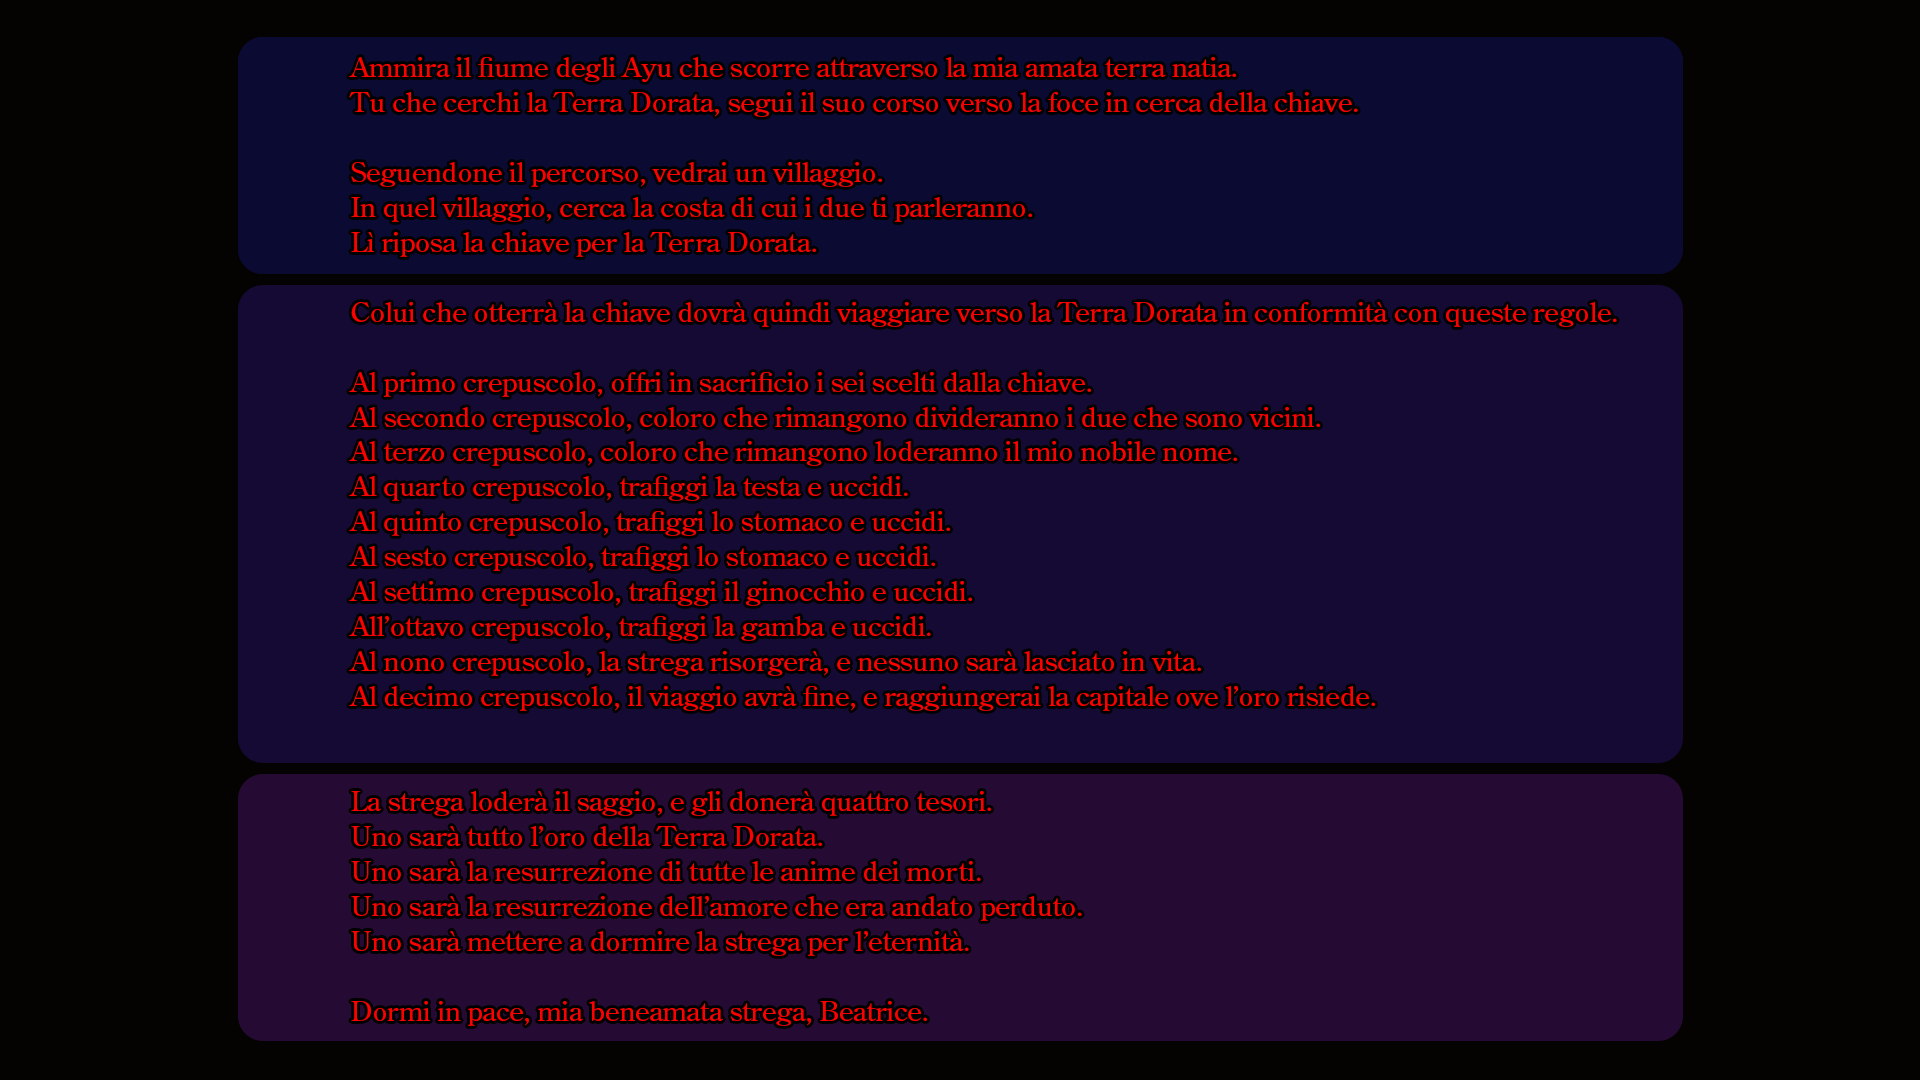 Ammira il fiume degli Ayu che scorre attraverso la mia amata terra natia.
Tu che cerchi la Terra Dorata, segui il suo corso verso la foce in cerca della chiave.
Seguendone il percorso, vedrai un villaggio.
In quel villaggio, cerca la costa di cui i due ti parleranno.
Lì riposa la chiave per la Terra Dorata.
Colui che otterrà la chiave dovrà quindi viaggiare verso la Terra Dorata in conformità con queste regole.
Al primo crepuscolo, offri in sacrificio i sei scelti dalla chiave.
Al secondo crepuscolo, coloro che rimangono divideranno i due che sono vicini.
Al terzo crepuscolo, coloro che rimangono loderanno il mio nobile nome.
Al quarto crepuscolo, trafiggi la testa e uccidi.
Al quinto crepuscolo, trafiggi lo stomaco e uccidi.
Al sesto crepuscolo, trafiggi lo stomaco e uccidi.
Al settimo crepuscolo, trafiggi il ginocchio e uccidi.
All’ottavo crepuscolo, trafiggi la gamba e uccidi.
Al nono crepuscolo, la strega risorgerà, e nessuno sarà lasciato in vita.
Al decimo crepuscolo, il viaggio avrà fine, e raggiungerai la capitale ove l’oro risiede.
La strega loderà il saggio, e gli donerà quattro tesori.
Uno sarà tutto l’oro della Terra Dorata.
Uno sarà la resurrezione di tutte le anime dei morti.
Uno sarà la resurrezione dell’amore che era andato perduto.
Uno sarà mettere a dormire la strega per l’eternità.
Dormi in pace, mia beneamata strega, Beatrice.